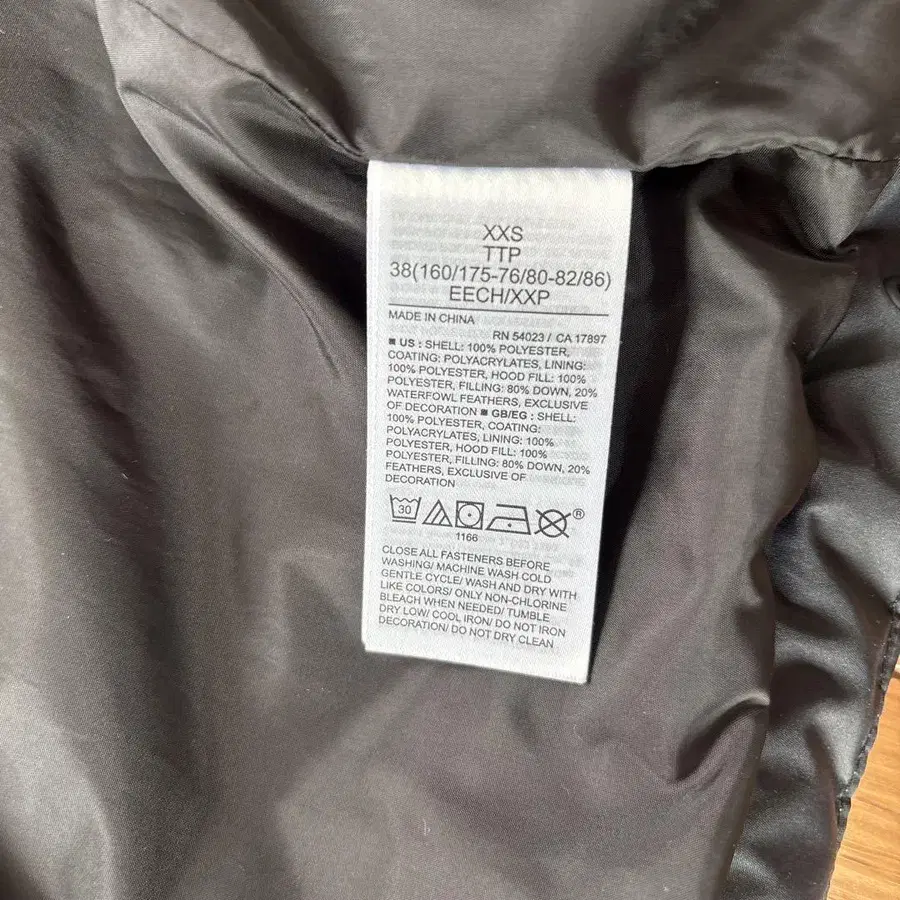 XXS
TTP
38(160/175-76/80-82/86)
EECH/XXP
MADE IN CHINA
RN 54023 / CA 17897
■ US : SHELL: 100% POLYESTER,
COATING: POLYACRYLATES, LINING:
100% POLYESTER, HOOD FILL: 100%
POLYESTER, FILLING: 80% DOWN, 20%
WATERFOWL FEATHERS, EXCLUSIVE
OF DECORATION ■ GB/EG : SHELL:
100% POLYESTER, COATING:
POLYACRYLATES, LINING: 100%
POLYESTER, HOOD FILL: 100%
POLYESTER, FILLING: 80% DOWN, 20%
FEATHERS, EXCLUSIVE OF
DECORATION
30 ®
1166
CLOSE ALL FASTENERS BEFORE
WASHING/ MACHINE WASH COLD
GENTLE CYCLE/ WASH AND DRY WITH
LIKE COLORS/ ONLY NON-CHLORINE
BLEACH WHEN NEEDED/ TUMBLE
DRY LOW/ COOL IRON/ DO NOT IRON
DECORATION/ DO NOT DRY CLEAN